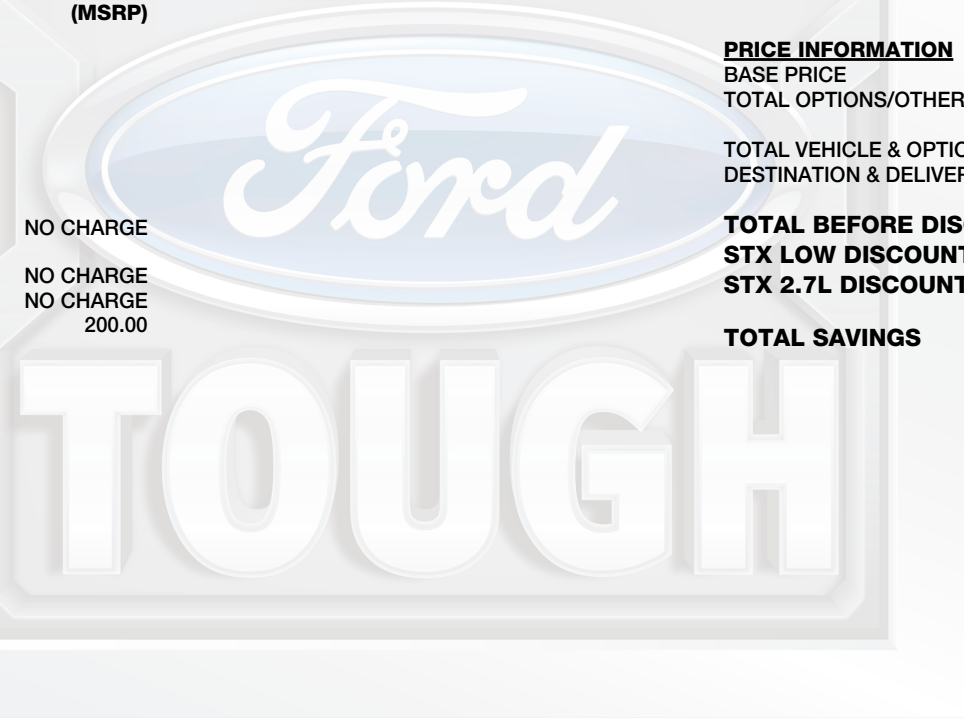 (MSRP)
NO CHARGE
NO CHARGE
NO CHARGE
200.00
PRICE INFORMATION
BASE PRICE
TOTAL OPTIONS/OTHER
TOTAL VEHICLE & OPTIO
DESTINATION & DELIVER
TOTAL BEFORE DIS
STX LOW DISCOUNT
STX 2.7L DISCOUNT
TOTAL SAVINGS
Ford
TOUGH